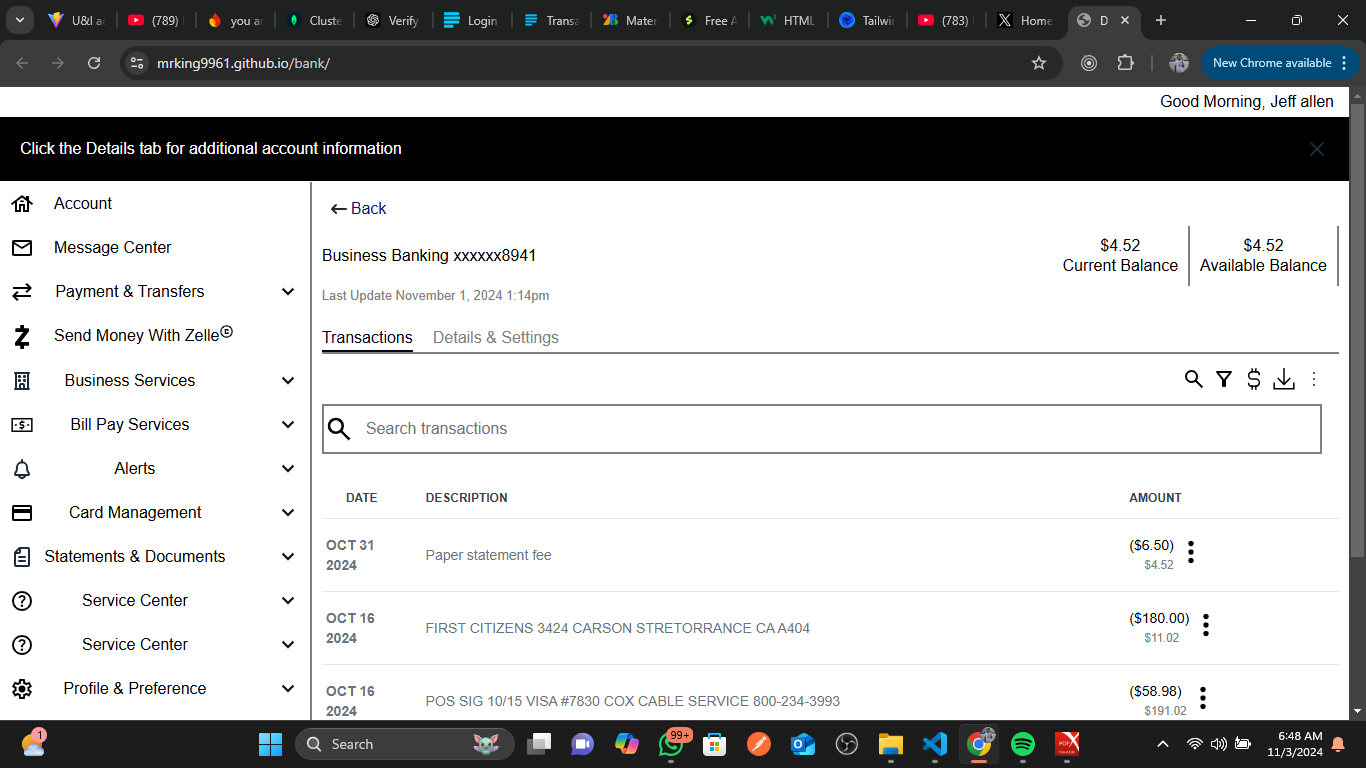 U&I ac
(789)
you ar
Cluste
Verify
Login
Transa
Mater
Free A
HTML
Tailwi
(783)
Home
D
mrking9961.github.io/bank/
New Chrome available
Good Morning, Jeff allen
Click the Details tab for additional account information
Account
Message Center
Payment & Transfers
Send Money With Zelle©
Business Services
Bill Pay Services
Alerts
Card Management
Statements & Documents
Service Center
Service Center
Profile & Preference
Back
Business Banking xxxxxx8941
$4.52
Current Balance
$4.52
Available Balance
Last Update November 1, 2024 1:14pm
Transactions
Details & Settings
Search transactions
DATE DESCRIPTION AMOUNT
OCT 31
2024
Paper statement fee
($6.50)
$4.52
OCT 16
2024
FIRST CITIZENS 3424 CARSON STRETORRANCE CA A404
($180.00)
$11.02
OCT 16
2024
POS SIG 10/15 VISA #7830 COX CABLE SERVICE 800-234-3993
($58.98)
$191.02
1
Search
99+
6:48 AM
11/3/2024